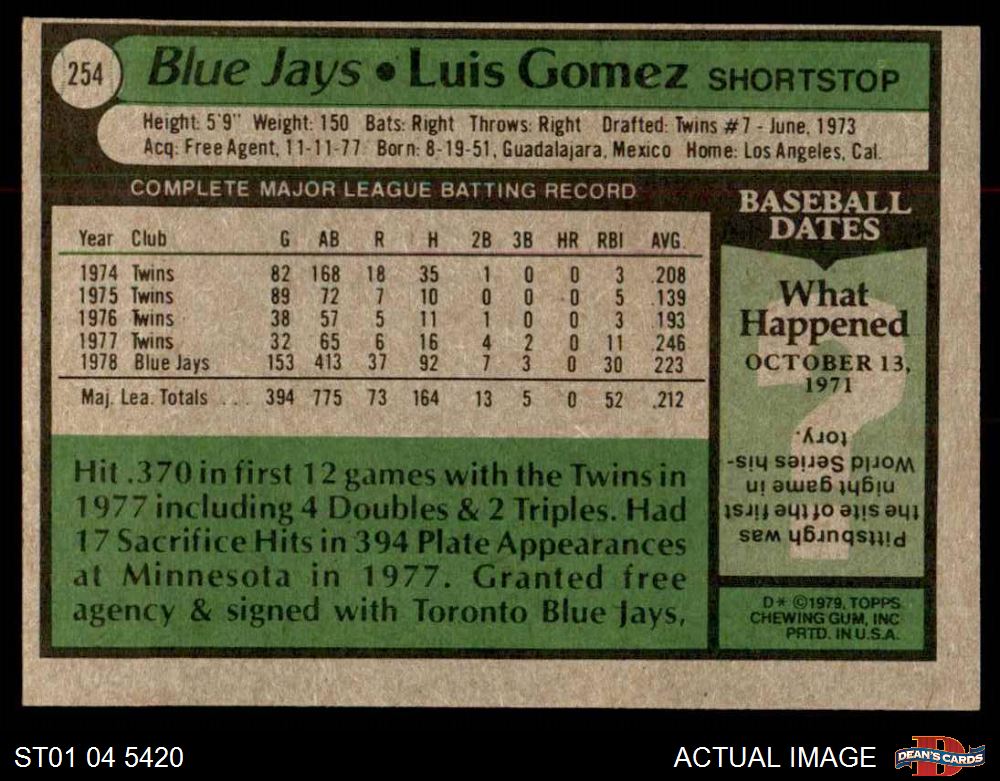 254
Blue Jays • Luis Gomez SHORTSTOP
Height: 5'9" Weight: 150 Bats: Right Throws: Right Drafted: Twins #7 - June, 1973
Acq: Free Agent, 11-11-77 Born: 8-19-51, Guadalajara, Mexico Home: Los Angeles, Cal.
COMPLETE MAJOR LEAGUE BATTING RECORD
Year Club G AB R H 2B 3B HR RBI AVG.
1974 Twins 82 168 18 35 1 0 0 3 .208
1975 Twins 89 72 7 10 0 0 0 5 .139
1976 Twins 38 57 5 11 1 0 0 3 .193
1977 Twins 32 65 6 16 4 2 0 11 .246
1978 Blue Jays 153 413 37 92 7 3 0 30 .223
Maj. Lea. Totals ... 394 775 73 164 13 5 0 52 .212
Hit .370 in first 12 games with the Twins in
1977 including 4 Doubles & 2 Triples. Had
17 Sacrifice Hits in 394 Plate Appearances
at Minnesota in 1977. Granted free
agency & signed with Toronto Blue Jays,
BASEBALL
DATES
What
Happened
OCTOBER 13,
1971
Pittsburgh was
the site of the first
night game in
World Series his-
tory.
D* ©1979, TOPPS
CHEWING GUM, INC
PRTD. IN U.S.A.
ST01 04 5420
ACTUAL IMAGE
D
DEAN'S CARDS